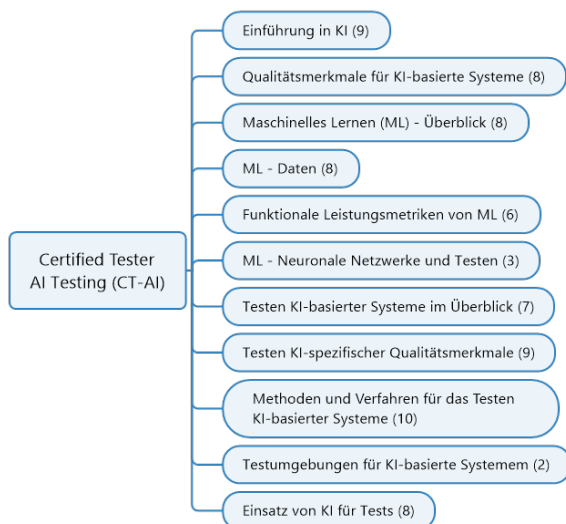 Einführung in KI (9)
Qualitätsmerkmale für KI-basierte Systeme (8)
Maschinelles Lernen (ML) - Überblick (8)
ML - Daten (8)
Funktionale Leistungsmetriken von ML (6)
Certified Tester
AI Testing (CT-AI)
ML - Neuronale Netzwerke und Testen (3)
Testen KI-basierter Systeme im Überblick (7)
Testen KI-spezifischer Qualitätsmerkmale (9)
Methoden und Verfahren für das Testen
KI-basierter Systeme (10)
Testumgebungen für KI-basierte Systemem (2)
Einsatz von KI für Tests (8)